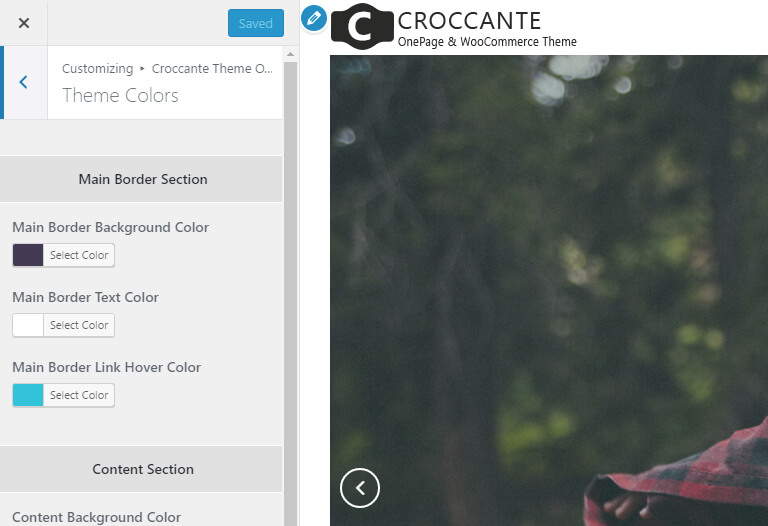 Saved
Customizing ▸ Croccante Theme O...
Theme Colors
Main Border Section
Main Border Background Color
Select Color
Main Border Text Color
Select Color
Main Border Link Hover Color
Select Color
Content Section
Content Background Color
C CROCCANTE
OnePage & WooCommerce Theme